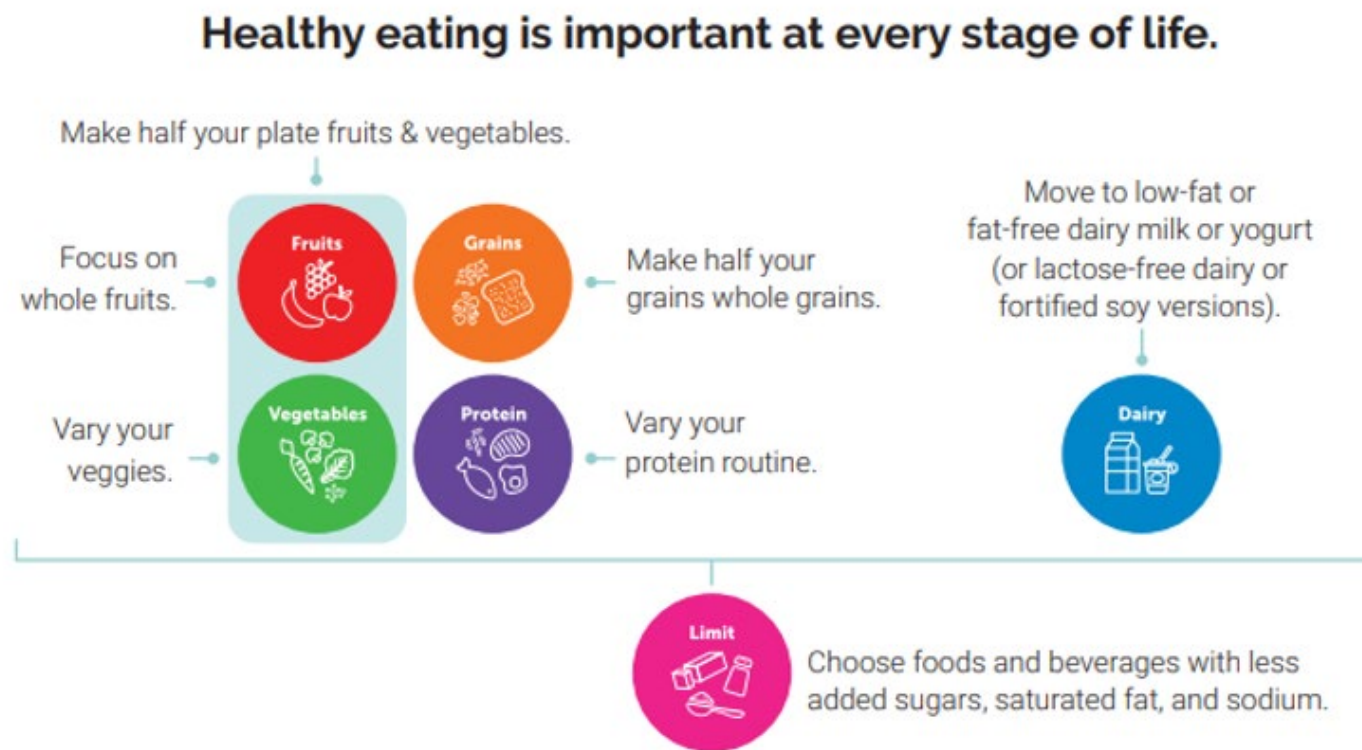 Healthy eating is important at every stage of life.
Make half your plate fruits & vegetables.
Focus on
whole fruits.
Fruits
Grains
Make half your
grains whole grains.
Vary your
veggies.
Vegetables
Protein
Vary your
protein routine.
Move to low-fat or
fat-free dairy milk or yogurt
(or lactose-free dairy or
fortified soy versions).
Dairy
Limit
Choose foods and beverages with less
added sugars, saturated fat, and sodium.